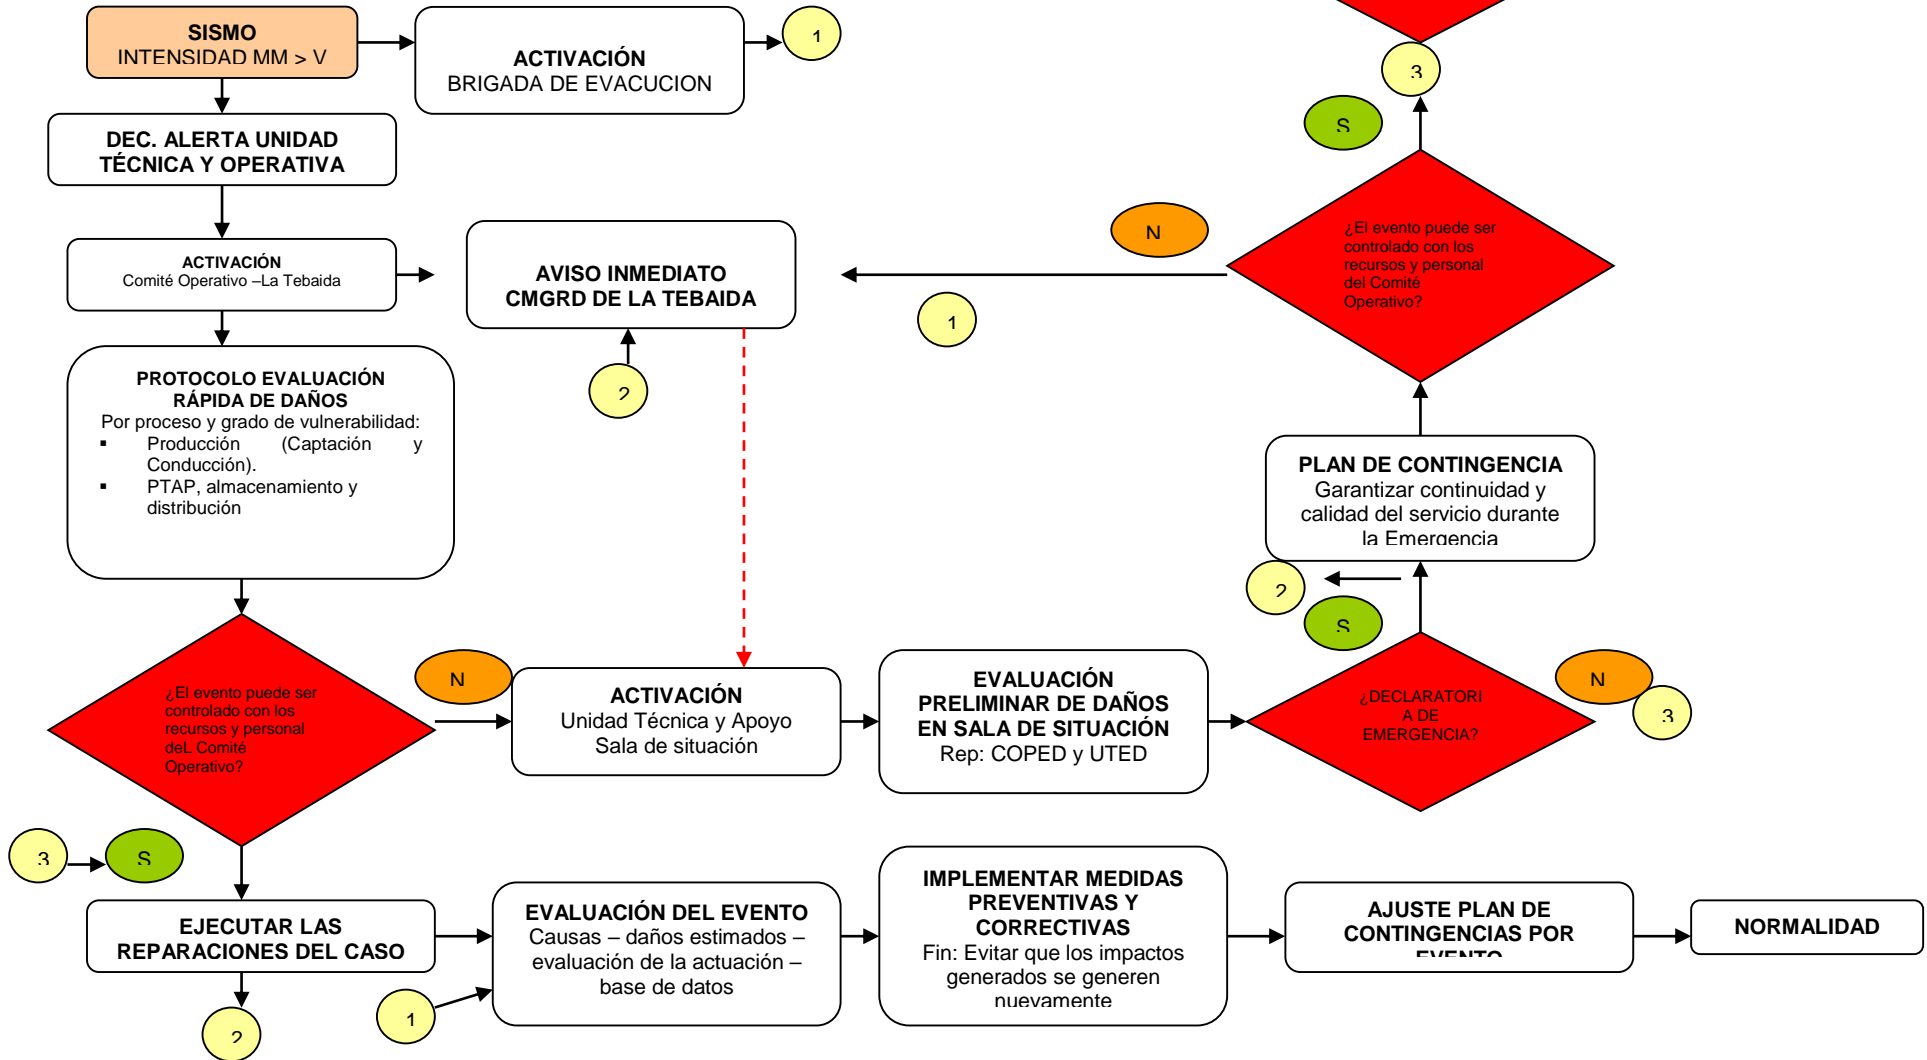 SISMO
INTENSIDAD MM > V
ACTIVACIÓN
BRIGADA DE EVACUCION
1
3
S
DEC. ALERTA UNIDAD
TÉCNICA Y OPERATIVA
ACTIVACIÓN
Comité Operativo –La Tebaida
AVISO INMEDIATO
CMGRD DE LA TEBAIDA
N
1
¿El evento puede ser
controlado con los
recursos y personal
del Comité
Operativo?
2
PROTOCOLO EVALUACIÓN
RÁPIDA DE DAÑOS
Por proceso y grado de vulnerabilidad:
▪ Producción (Captación y
Conducción).
▪ PTAP, almacenamiento y
distribución
PLAN DE CONTINGENCIA
Garantizar continuidad y
calidad del servicio durante
la Emergencia
2
S
¿El evento puede ser
controlado con los
recursos y personal
deL Comité
Operativo?
N
ACTIVACIÓN
Unidad Técnica y Apoyo
Sala de situación
EVALUACIÓN
PRELIMINAR DE DAÑOS
EN SALA DE SITUACIÓN
Rep: COPED y UTED
¿DECLARATORI
A DE
EMERGENCIA?
N
3
3
S
EJECUTAR LAS
REPARACIONES DEL CASO
2
1
EVALUACIÓN DEL EVENTO
Causas – daños estimados –
evaluación de la actuación –
base de datos
IMPLEMENTAR MEDIDAS
PREVENTIVAS Y
CORRECTIVAS
Fin: Evitar que los impactos
generados se generen
nuevamente
AJUSTE PLAN DE
CONTINGENCIAS POR
EVENTO
NORMALIDAD